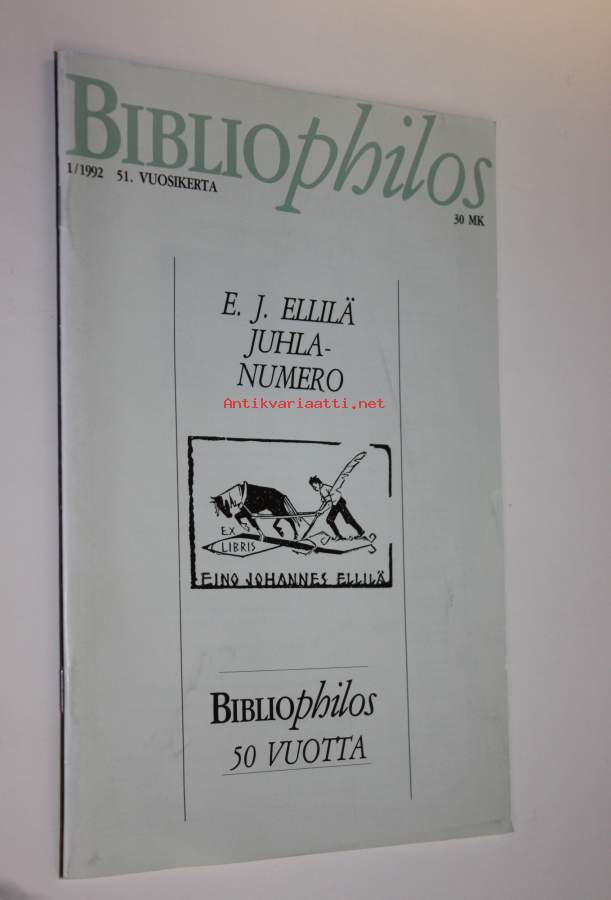 BIBLIOphilos
1/1992 51. VUOSIKERTA
30 MK
E. J. ELLILÄ
JUHLA-
NUMERO
Antikvariaatti.net
EX
LIBRIS
EINO JOHANNES ELLILÄ
BIBLIOphilos
50 VUOTTA